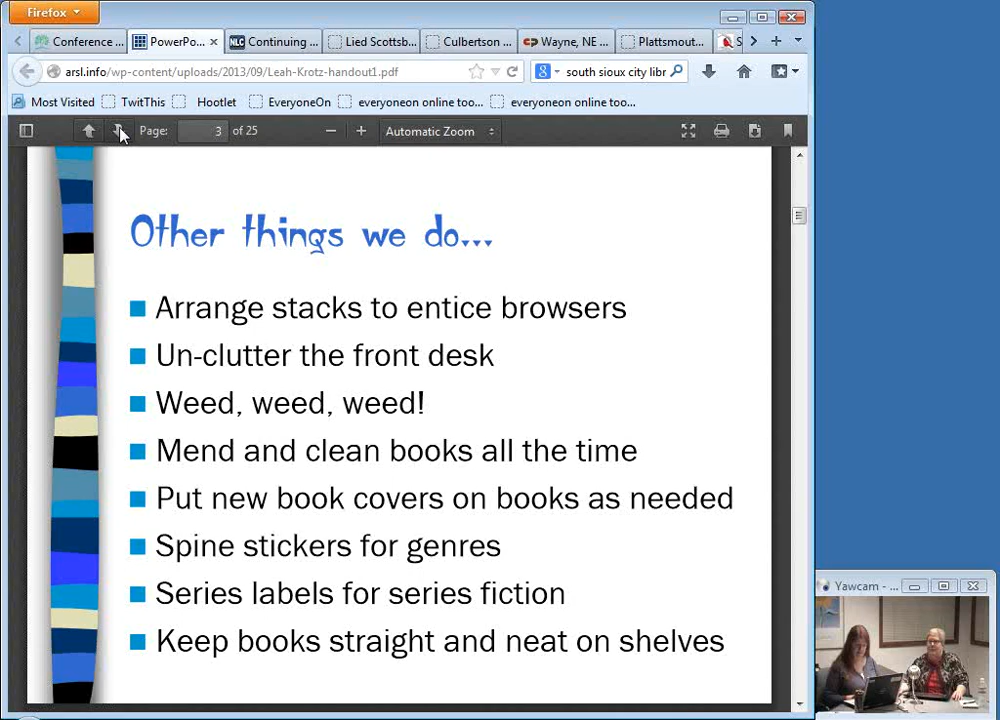 Firefox
Conference ...
PowerPo...
Continuing ...
Lied Scottsb...
Culbertson ...
Wayne, NE ...
Plattsmout...
S
arsl.info/wp-content/uploads/2013/09/Leah-Krotz-handout1.pdf
south sioux city libr
Most Visited TwitThis Hootlet EveryoneOn everyoneon online too... everyoneon online too...
Page: 3 of 25
Automatic Zoom
Other things we do...
Arrange stacks to entice browsers
Un-clutter the front desk
Weed, weed, weed!
Mend and clean books all the time
Put new book covers on books as needed
Spine stickers for genres
Series labels for series fiction
Keep books straight and neat on shelves
Yawcam - ...